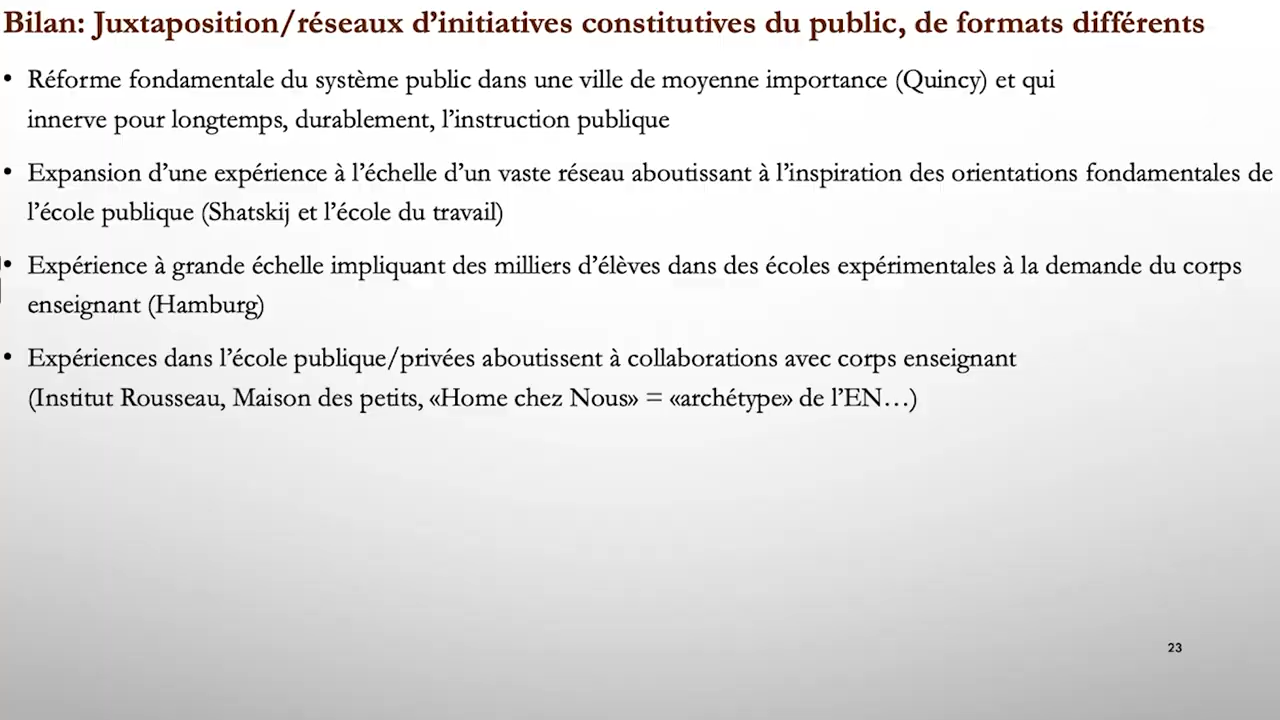 Bilan: Juxtaposition/réseaux d’initiatives constitutives du public, de formats différents
• Réforme fondamentale du système public dans une ville de moyenne importance (Quincy) et qui
innerve pour longtemps, durablement, l’instruction publique
• Expansion d’une expérience à l’échelle d’un vaste réseau aboutissant à l’inspiration des orientations fondamentales de
l’école publique (Shatskij et l’école du travail)
• Expérience à grande échelle impliquant des milliers d’élèves dans des écoles expérimentales à la demande du corps
enseignant (Hamburg)
• Expériences dans l’école publique/privées aboutissent à collaborations avec corps enseignant
(Institut Rousseau, Maison des petits, «Home chez Nous» = «archétype» de l’EN…)
23